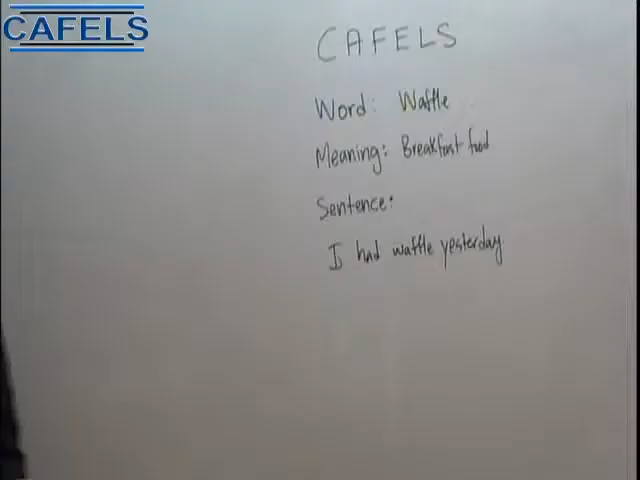 CAFELS
CAFELS
Word: Waffle
Meaning: Breakfast food
Sentence:
I had waffle yesterday.